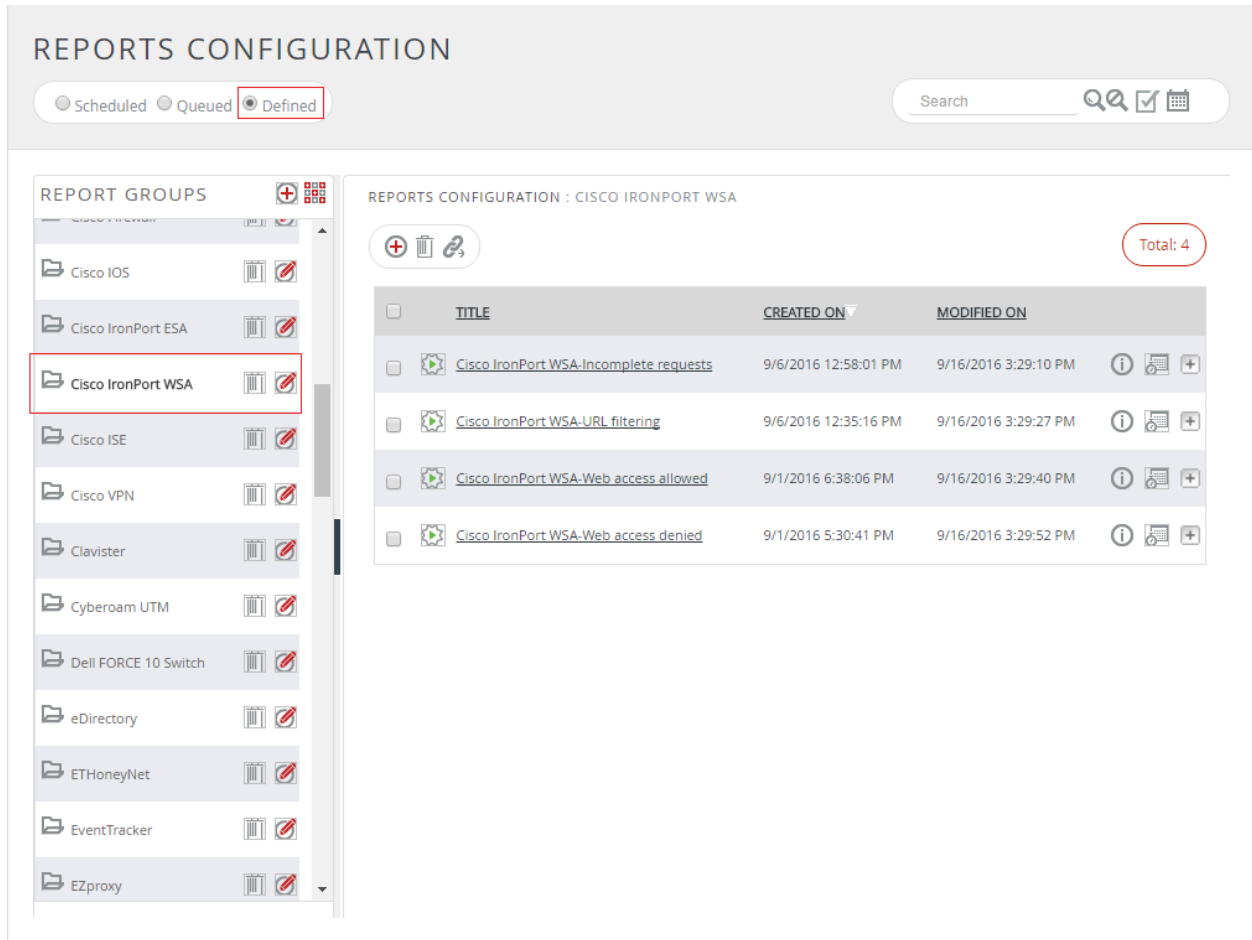 REPORTS CONFIGURATION
Scheduled Queued Defined
Search
REPORT GROUPS
Cisco Firewall
Cisco IOS
Cisco IronPort ESA
Cisco IronPort WSA
Cisco ISE
Cisco VPN
Clavister
Cyberoam UTM
Dell FORCE 10 Switch
eDirectory
ETHoneyNet
EventTracker
EZproxy
REPORTS CONFIGURATION : CISCO IRONPORT WSA
Total: 4
TITLE CREATED ON MODIFIED ON
Cisco IronPort WSA-Incomplete requests 9/6/2016 12:58:01 PM 9/16/2016 3:29:10 PM
Cisco IronPort WSA-URL filtering 9/6/2016 12:35:16 PM 9/16/2016 3:29:27 PM
Cisco IronPort WSA-Web access allowed 9/1/2016 6:38:06 PM 9/16/2016 3:29:40 PM
Cisco IronPort WSA-Web access denied 9/1/2016 5:30:41 PM 9/16/2016 3:29:52 PM